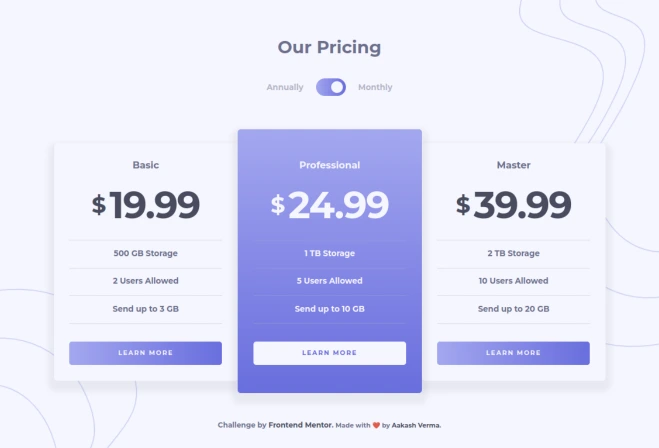 Our Pricing
Annually Monthly
Basic
$19.99
500 GB Storage
2 Users Allowed
Send up to 3 GB
LEARN MORE
Professional
$24.99
1 TB Storage
5 Users Allowed
Send up to 10 GB
LEARN MORE
Master
$39.99
2 TB Storage
10 Users Allowed
Send up to 20 GB
LEARN MORE
Challenge by Frontend Mentor. Made with ❤️ by Aakash Verma.